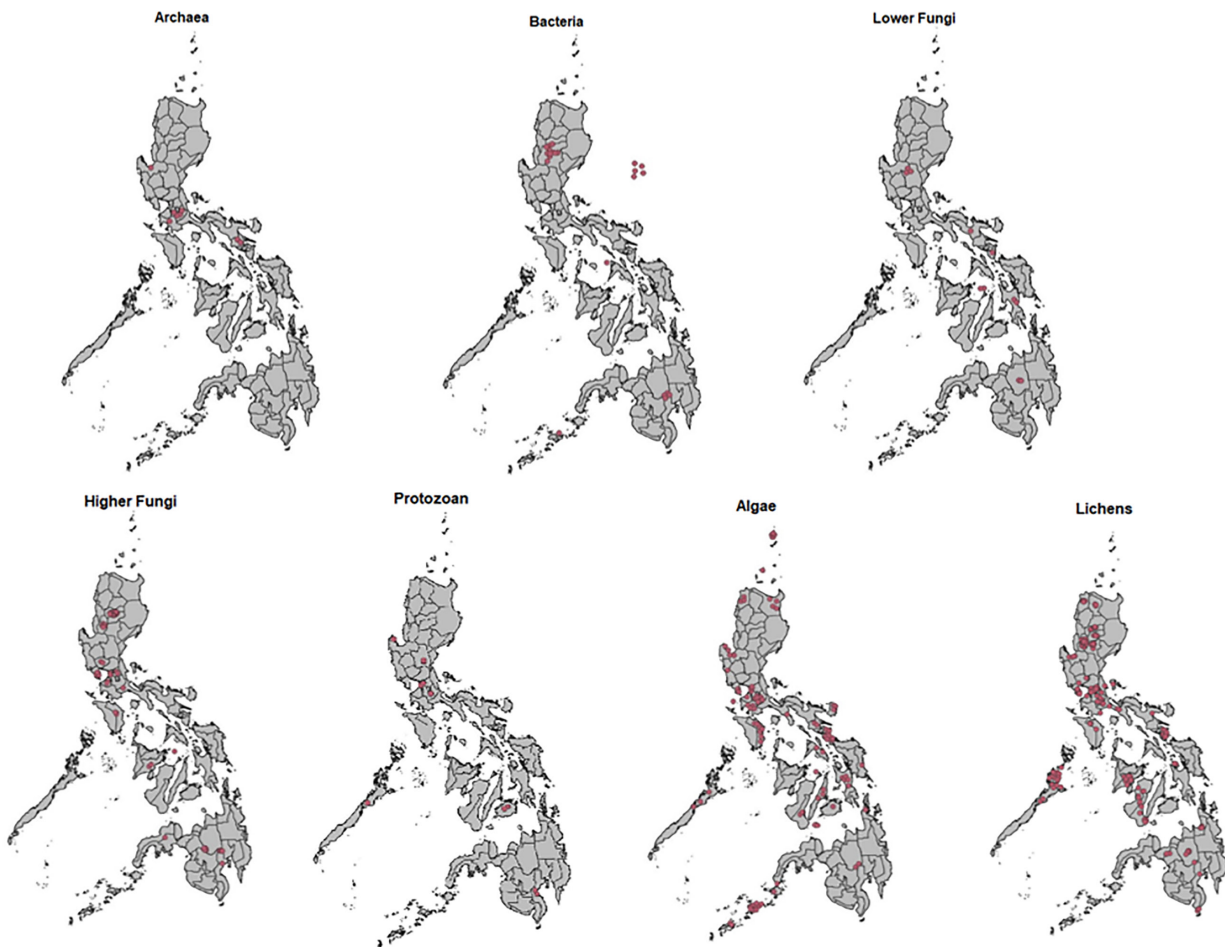 Archaea
Bacteria
Lower Fungi
Higher Fungi
Protozoan
Algae
Lichens